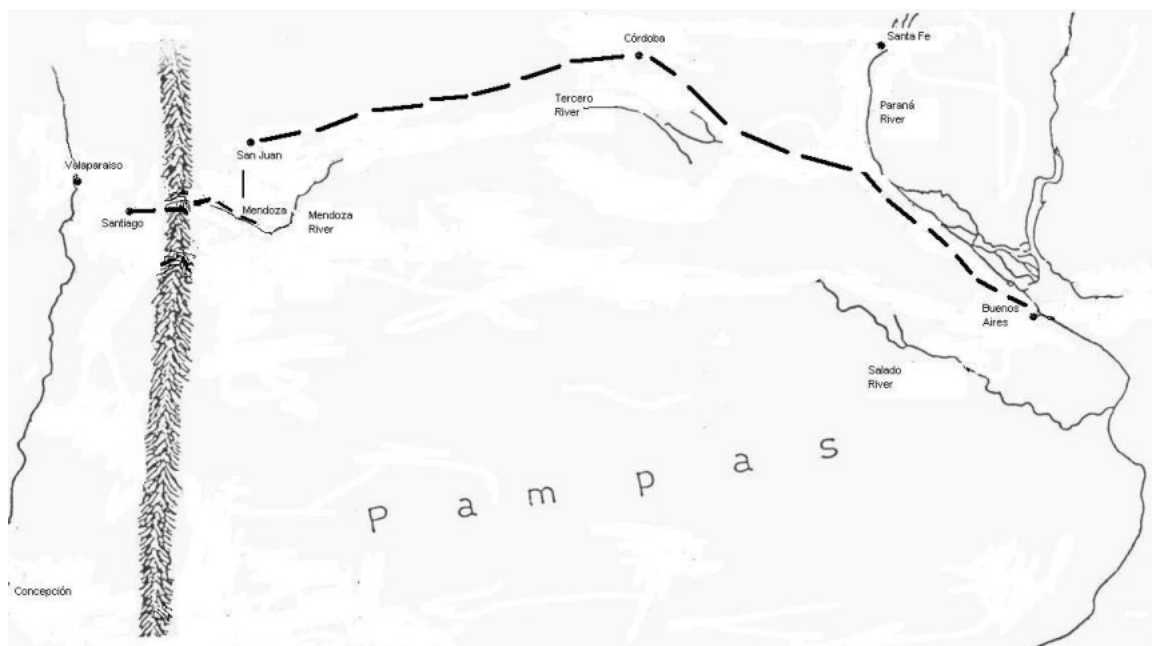 Santa Fe
Córdoba
Tercero
River
Paraná
River
San Juan
Valaparaiso
Mendoza
Mendoza
River
Santiago
Buenos
Aires
Salado
River
Pampas
Concepción